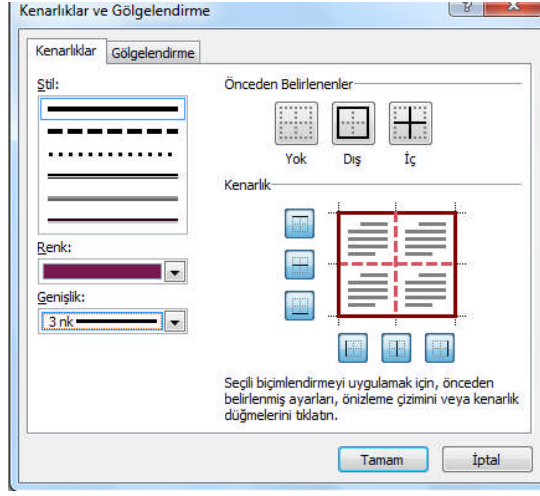 Kenarlıklar ve Gölgelendirme
Kenarlıklar
Gölgelendirme
Stil:
Renk:
Genişlik:
3 nk
Önceden Belirlenenler
Yok
Dış
İç
Kenarlık
Seçili biçimlendirmeyi uygulamak için, önceden
belirlenmiş ayarları, önizleme çizimini veya kenarlık
düğmelerini tıklatın.
Tamam
İptal